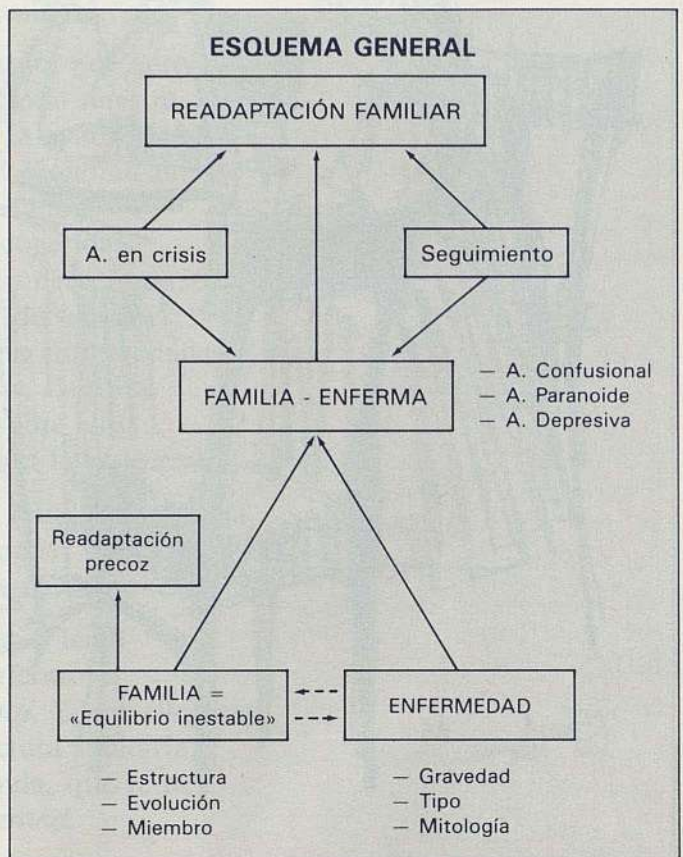 ESQUEMA GENERAL
READAPTACIÓN FAMILIAR
A. en crisis
Seguimiento
FAMILIA - ENFERMA
— A. Confusional
— A. Paranoide
— A. Depresiva
Readaptación
precoz
FAMILIA =
«Equilibrio inestable»
ENFERMEDAD
— Estructura
— Evolución
— Miembro
— Gravedad
— Tipo
— Mitología